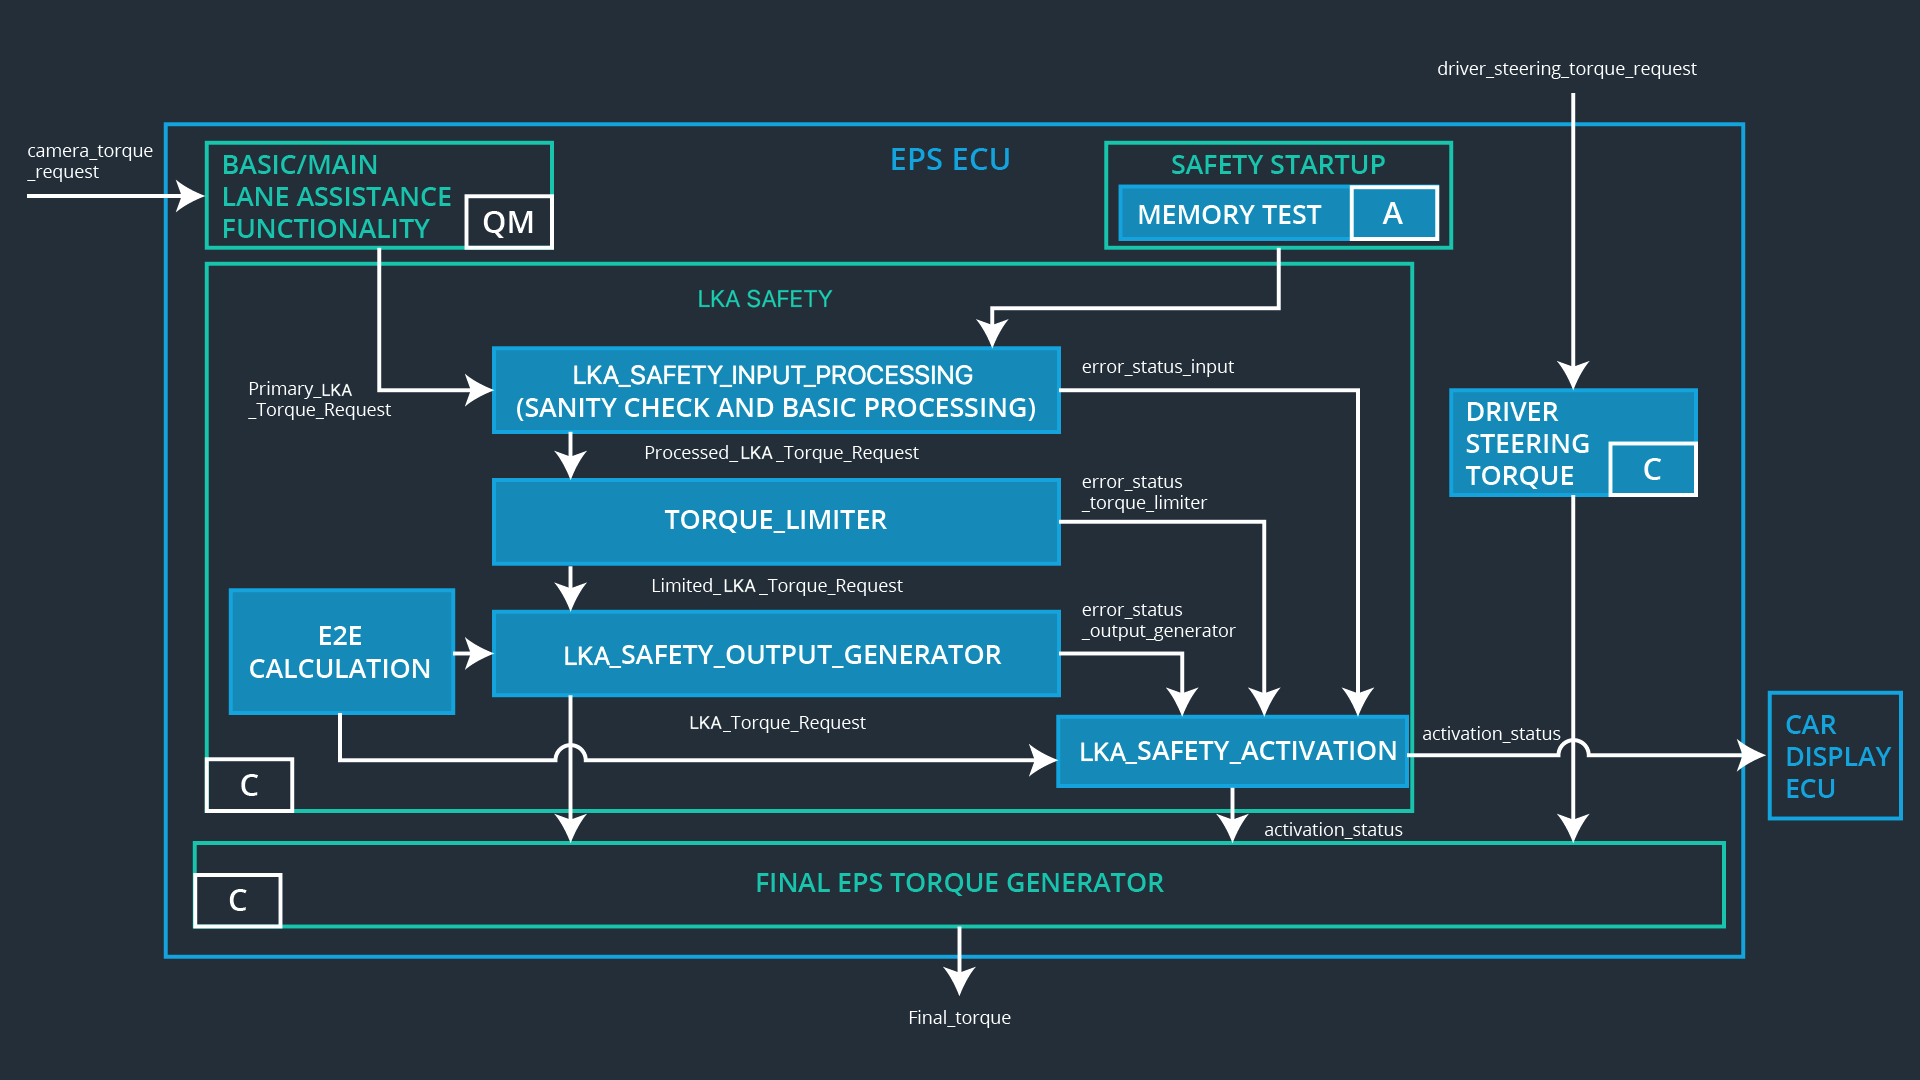 driver_steering_torque_request
camera_torque
_request
BASIC/MAIN
LANE ASSISTANCE
FUNCTIONALITY
QM
EPS ECU
SAFETY STARTUP
MEMORY TEST
A
LKA SAFETY
Primary_LKA
_Torque_Request
LKA_SAFETY_INPUT_PROCESSING
(SANITY CHECK AND BASIC PROCESSING)
error_status_input
DRIVER
STEERING
TORQUE
C
Processed_LKA_Torque_Request
TORQUE_LIMITER
error_status
_torque_limiter
Limited_LKA_Torque_Request
E2E
CALCULATION
LKA_SAFETY_OUTPUT_GENERATOR
error_status
_output_generator
LKA_Torque_Request
LKA_SAFETY_ACTIVATION
activation_status
CAR
DISPLAY
ECU
C
activation_status
FINAL EPS TORQUE GENERATOR
C
Final_torque